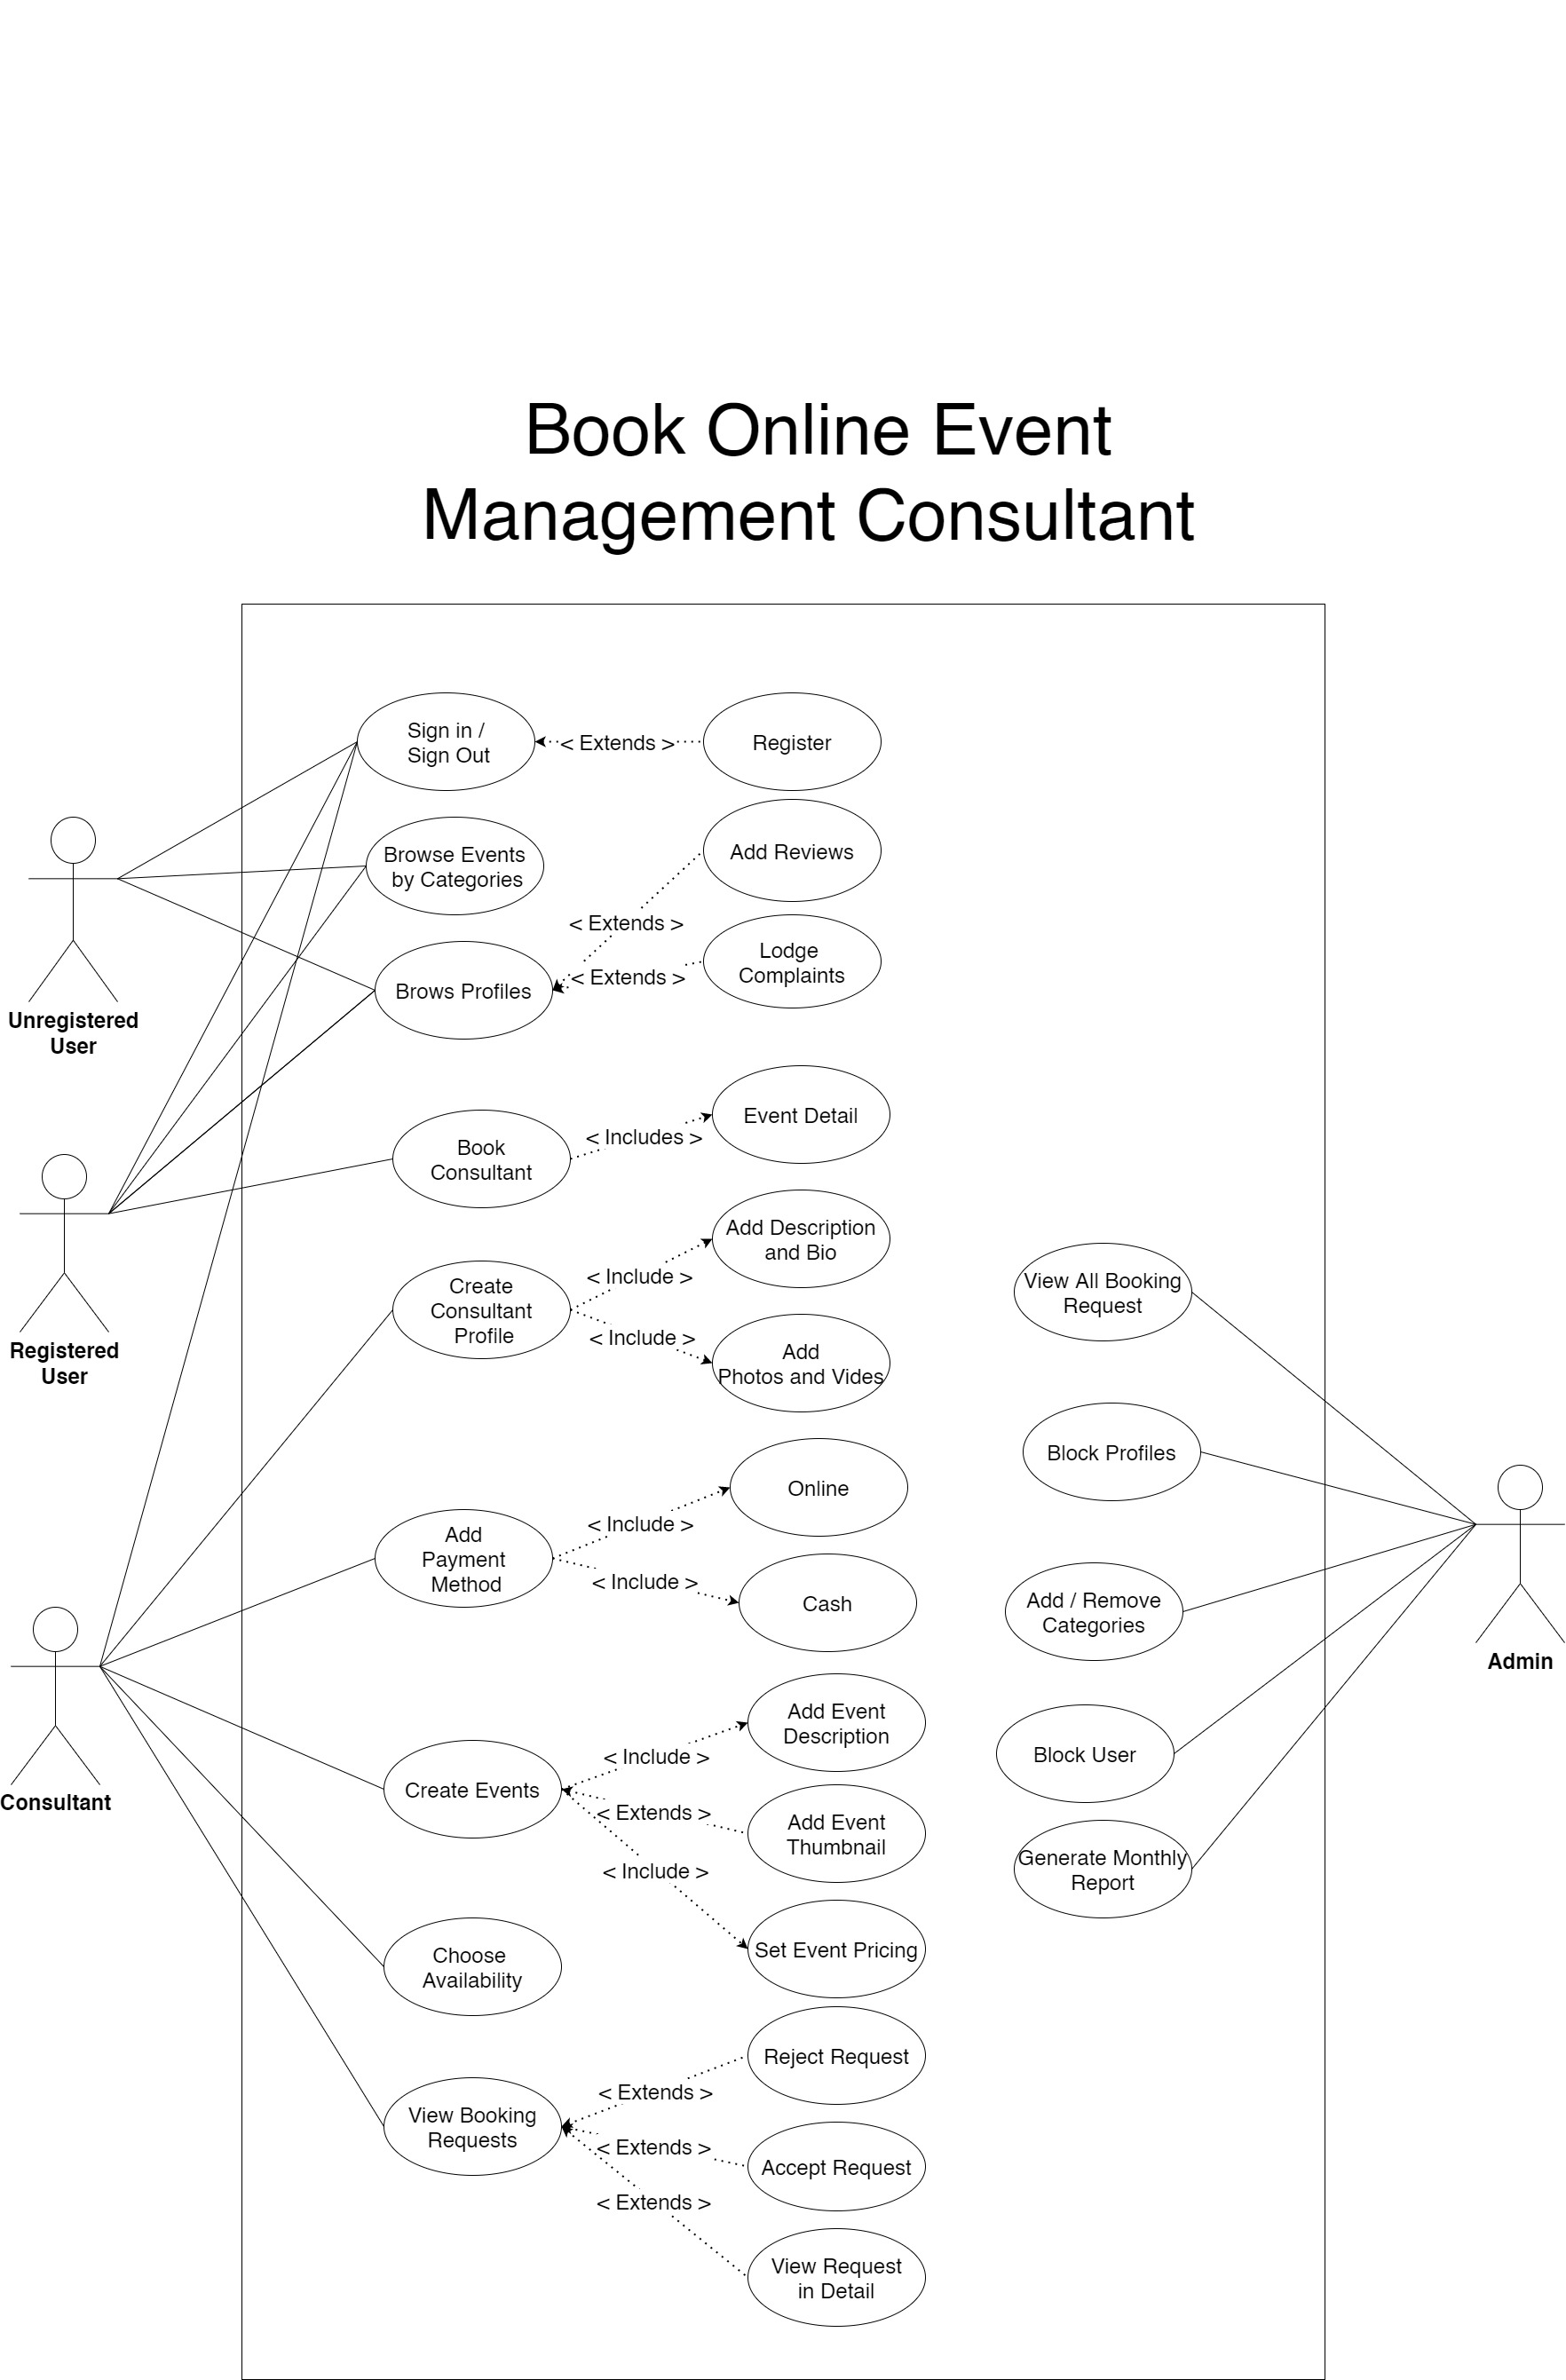 Book Online Event
Management Consultant
Sign in /
Sign Out
< Extends >
Register
Browse Events
by Categories
Add Reviews
< Extends >
Brows Profiles
< Extends >
Lodge
Complaints
Unregistered
User
Book
Consultant
< Includes >
Event Detail
Registered
User
Create
Consultant
Profile
< Include >
Add Description
and Bio
< Include >
Add
Photos and Vides
View All Booking
Request
Block Profiles
Add
Payment
Method
< Include >
Online
< Include >
Cash
Add / Remove
Categories
Admin
Consultant
Create Events
< Include >
Add Event
Description
< Extends >
Add Event
Thumbnail
< Include >
Set Event Pricing
Block User
Generate Monthly
Report
Choose
Availability
View Booking
Requests
< Extends >
Reject Request
< Extends >
Accept Request
< Extends >
View Request
in Detail